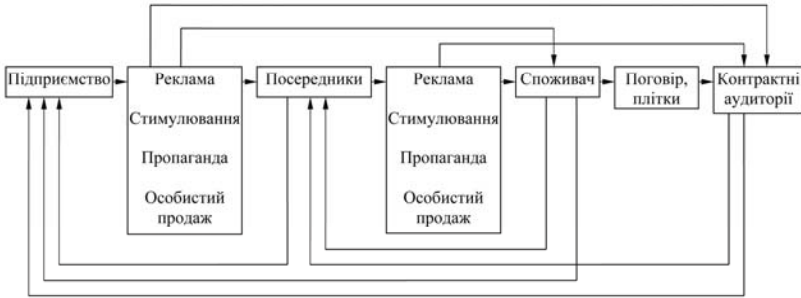 Підприємство
Реклама
Стимулювання
Пропаганда
Особистий
продаж
Посередники
Реклама
Стимулювання
Пропаганда
Особистий
продаж
Споживач
Поговір,
плітки
Контрактні
аудиторії